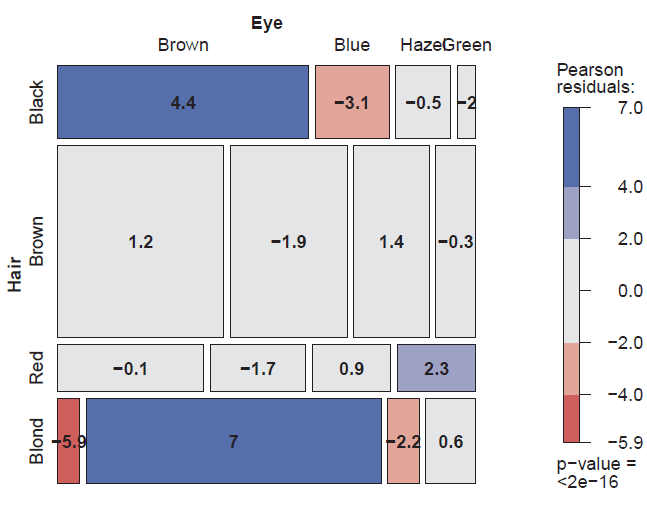 Eye
Brown Blue Hazel Green
Pearson
residuals:
Hair
Black 4.4 −3.1 −0.5 −2
Brown 1.2 −1.9 1.4 −0.3
Red −0.1 −1.7 0.9 2.3
Blond −5.9 7 −2.2 0.6
7.0
4.0
2.0
0.0
−2.0
−4.0
−5.9
p−value =
<2e−16